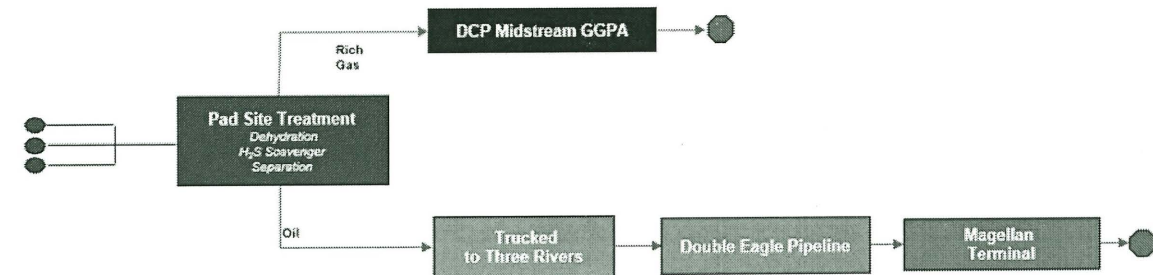 DCP Midstream GGPA
Rich
Gas
Pad Site Treatment
Dehydration
H₂S Scavenger
Separation
Oil
Trucked
to Three Rivers
Double Eagle Pipeline
Magellan
Terminal